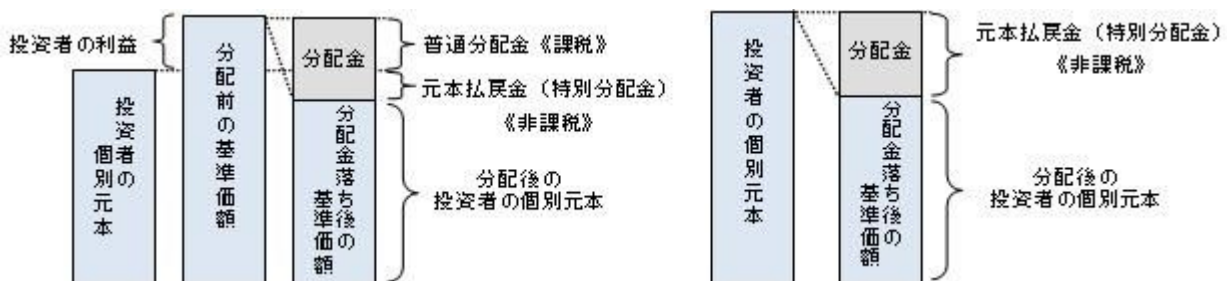 投資者の利益
投資者の
個別元本
分配前の基準価額
分配金
分配金落ち後の
基準価額
普通分配金《課税》
元本払戻金（特別分配金）
《非課税》
分配後の
投資者の個別元本
投資者の個別元本
分配金
分配金落ち後の
基準価額
元本払戻金（特別分配金）
《非課税》
分配後の
投資者の個別元本